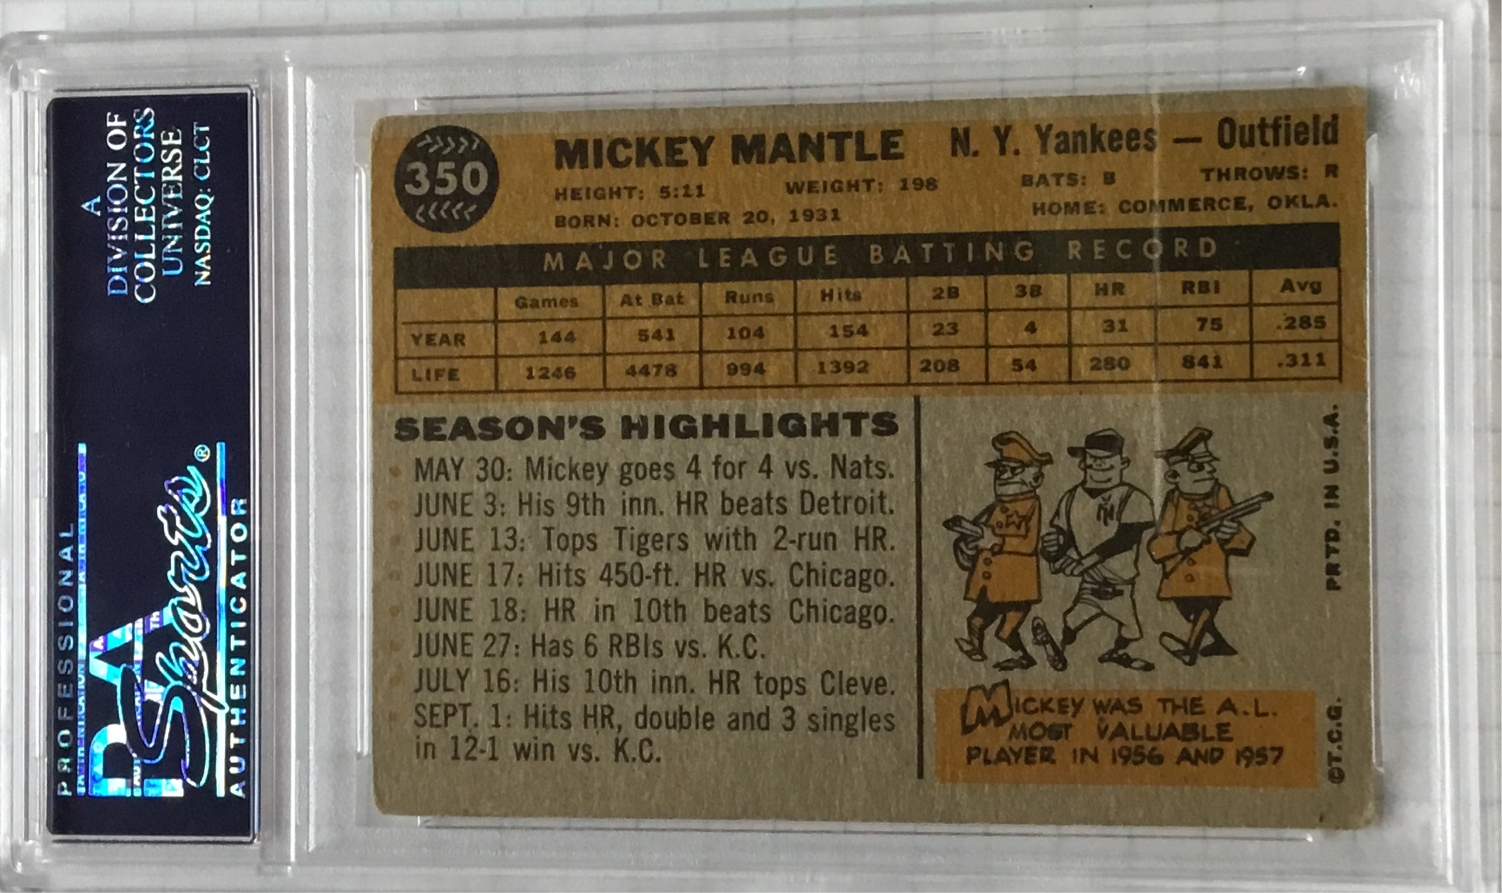 A
DIVISION OF
COLLECTORS
UNIVERSE
NASDAQ: CLCT
PROFESSIONAL
PSA
Sports®
AUTHENTICATOR
350
MICKEY MANTLE N. Y. Yankees — Outfield
HEIGHT: 5:11 WEIGHT: 198 BATS: B THROWS: R
BORN: OCTOBER 20, 1931 HOME: COMMERCE, OKLA.
MAJOR LEAGUE BATTING RECORD
Games At Bat Runs Hits 2B 3B HR RBI Avg
YEAR 144 541 104 154 23 4 31 75 .285
LIFE 1246 4478 994 1392 208 54 280 841 .311
SEASON'S HIGHLIGHTS
MAY 30: Mickey goes 4 for 4 vs. Nats.
JUNE 3: His 9th inn. HR beats Detroit.
JUNE 13: Tops Tigers with 2-run HR.
JUNE 17: Hits 450-ft. HR vs. Chicago.
JUNE 18: HR in 10th beats Chicago.
JUNE 27: Has 6 RBIs vs. K.C.
JULY 16: His 10th inn. HR tops Cleve.
SEPT. 1: Hits HR, double and 3 singles
in 12-1 win vs. K.C.
NY
MICKEY WAS THE A.L.
MOST VALUABLE
PLAYER IN 1956 AND 1957
©T.C.G. PRTD. IN U.S.A.